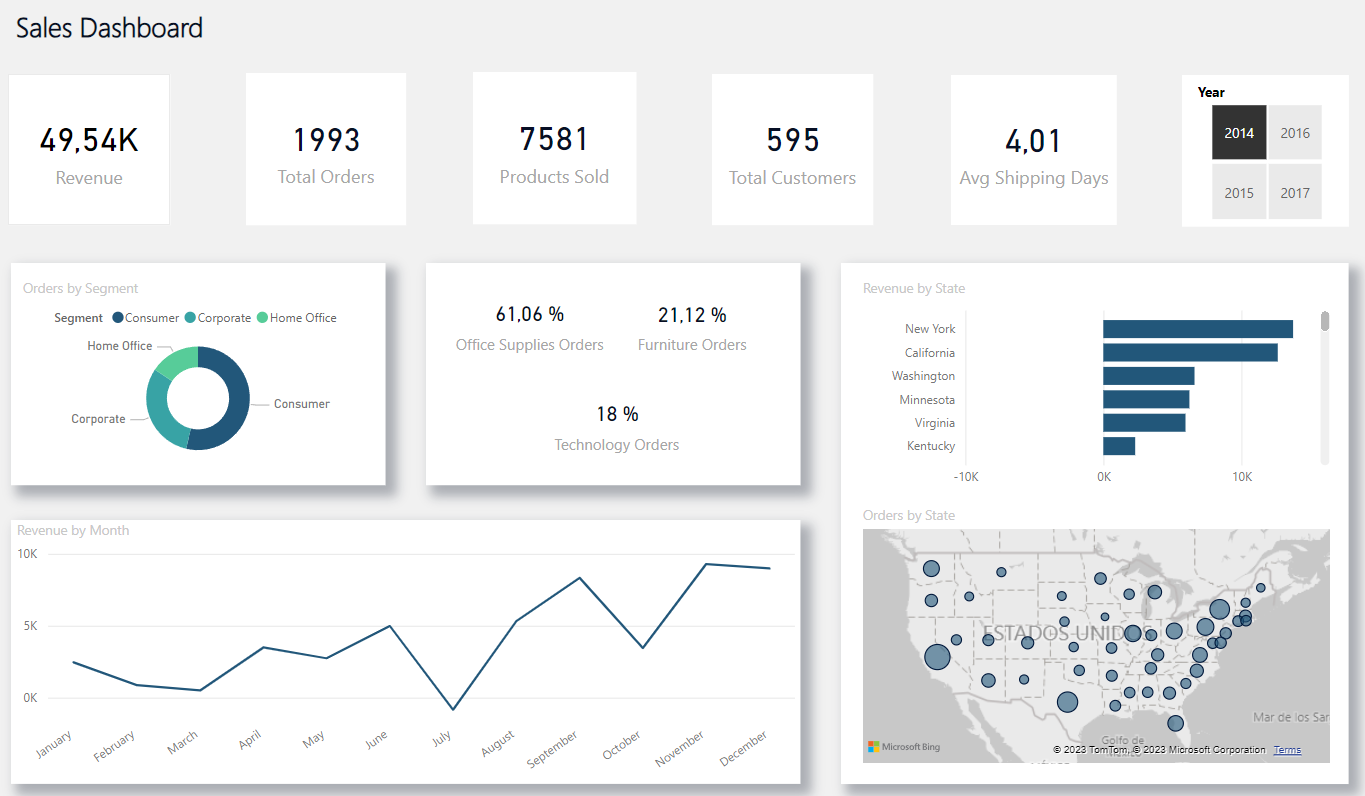 Sales Dashboard
49,54K
Revenue
1993
Total Orders
7581
Products Sold
595
Total Customers
4,01
Avg Shipping Days
Year
2014
2016
2015
2017
Orders by Segment
Segment Consumer Corporate Home Office
Home Office
Consumer
Corporate
61,06 %
Office Supplies Orders
21,12 %
Furniture Orders
18 %
Technology Orders
Revenue by State
New York
California
Washington
Minnesota
Virginia
Kentucky
-10K 0K 10K
Revenue by Month
10K
5K
0K
January February March April May June July August September October November December
Orders by State
ESTADOS UNIDOS
Mar de los Sar
Golfo de
Microsoft Bing
© 2023 TomTom, © 2023 Microsoft Corporation Terms